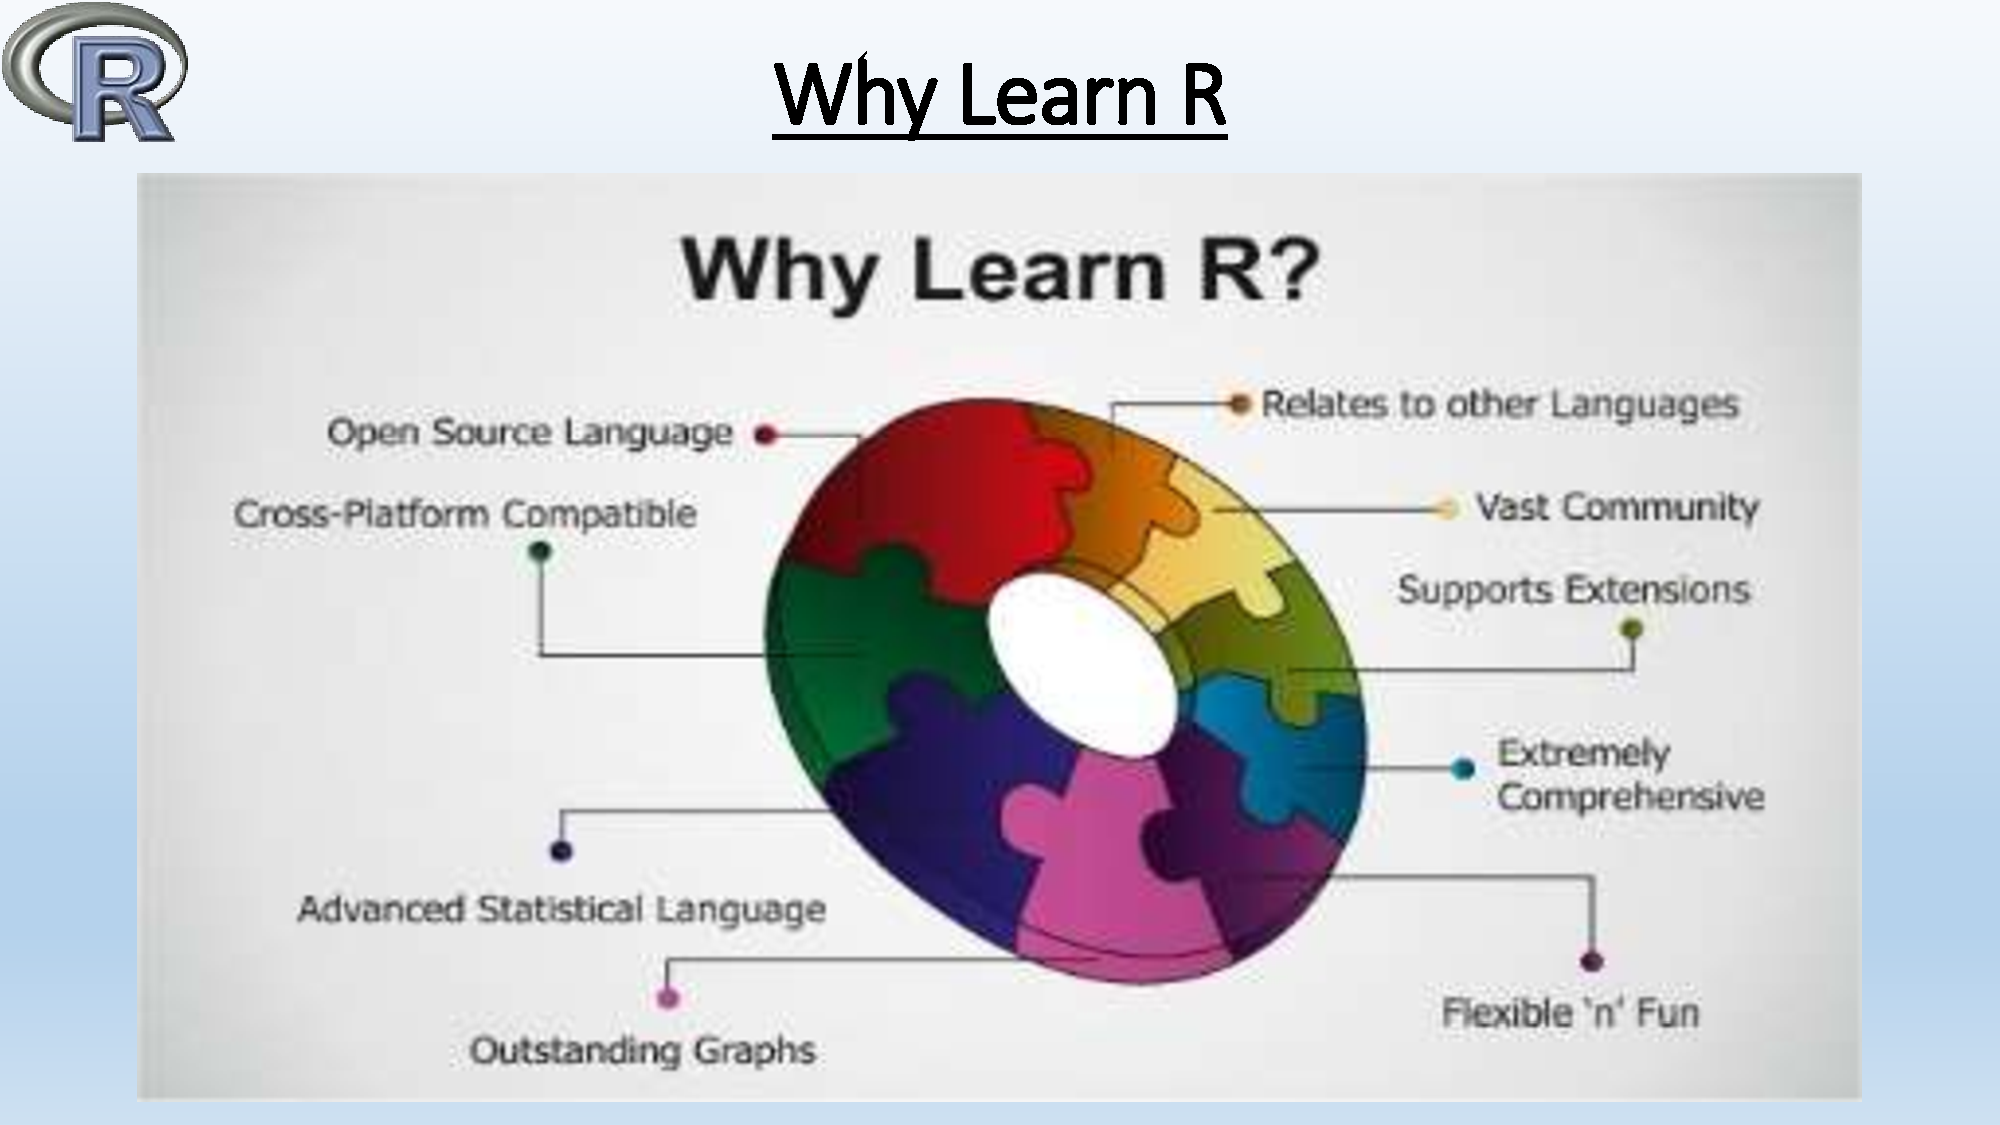 R
Why Learn R
Why Learn R?
Open Source Language
Relates to other Languages
Cross-Platform Compatible
Vast Community
Supports Extensions
Extremely
Comprehensive
Advanced Statistical Language
Flexible 'n' Fun
Outstanding Graphs